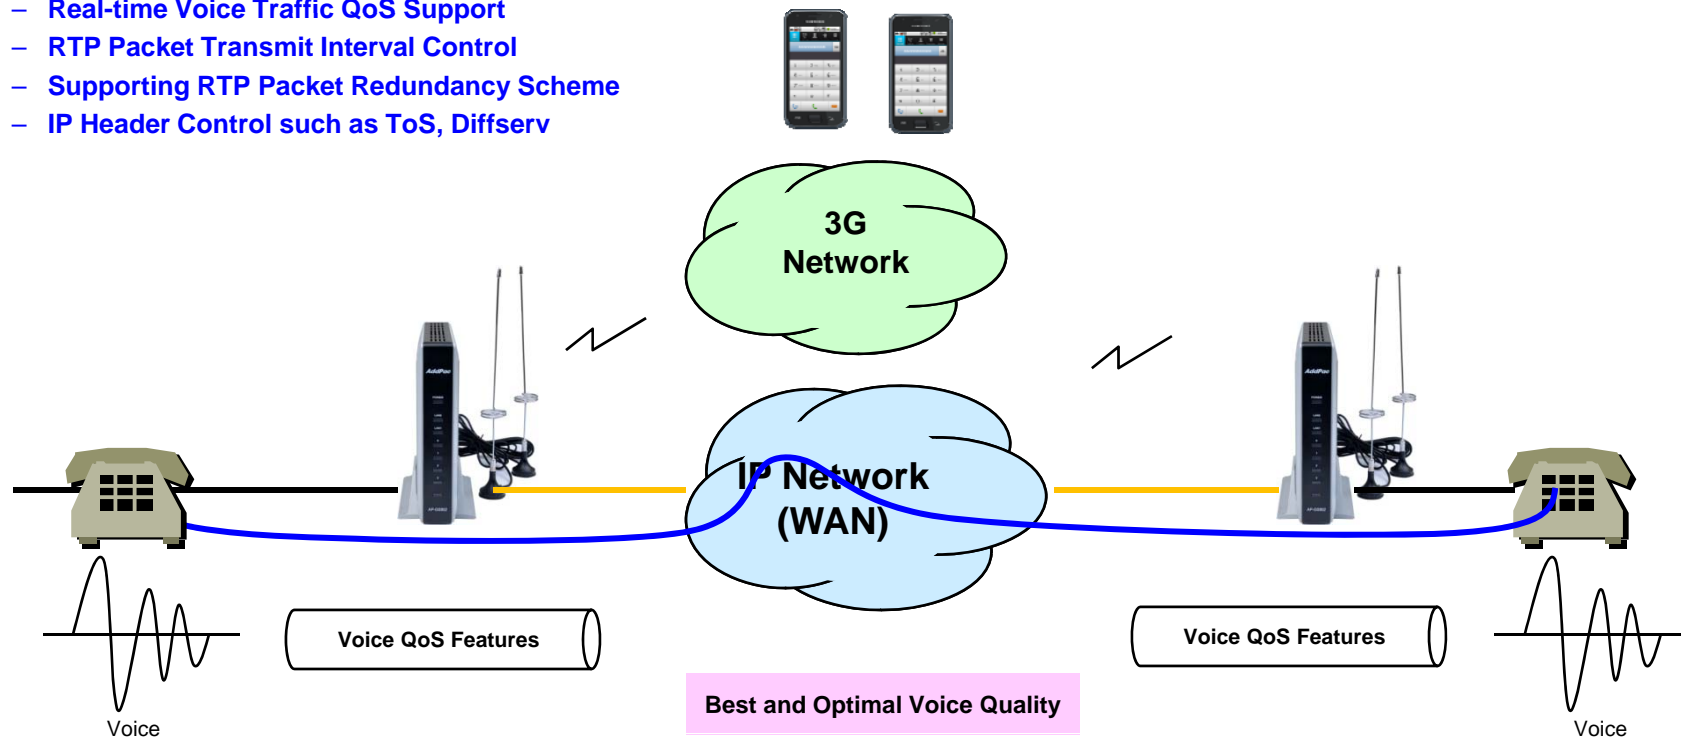 – Real-time Voice Traffic QoS Support
– RTP Packet Transmit Interval Control
– Supporting RTP Packet Redundancy Scheme
– IP Header Control such as ToS, Diffserv
3G
Network
AddPac
AddPac
IP Network
(WAN)
Voice QoS Features
Voice QoS Features
Best and Optimal Voice Quality
Voice
Voice